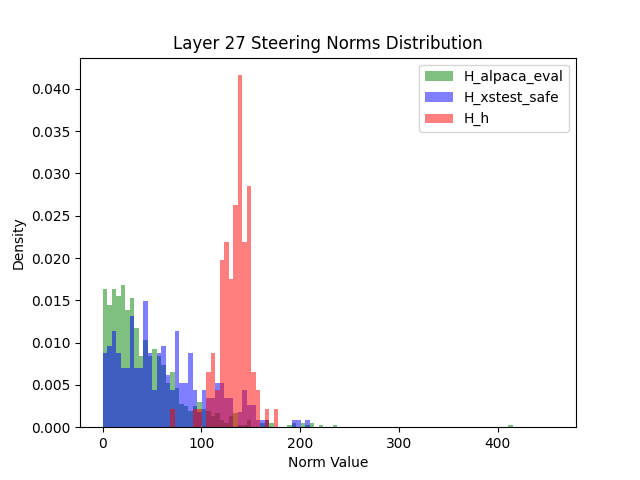 Layer 27 Steering Norms Distribution
H_alpaca_eval
H_xstest_safe
H_h
0.040
0.035
0.030
0.025
0.020
0.015
0.010
0.005
0.000
Density
0
100
200
300
400
Norm Value